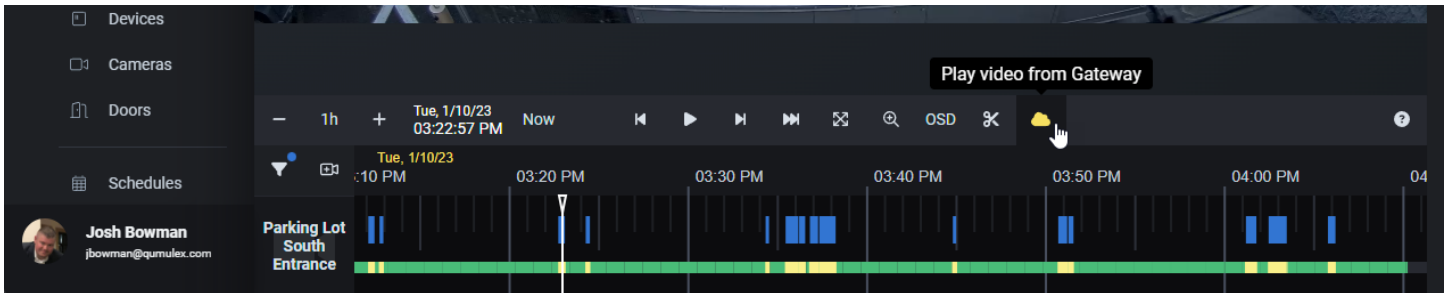 Devices
Cameras
Doors
Schedules
Josh Bowman
jbowman@qumulex.com
Play video from Gateway
1h
Tue, 1/10/23
03:22:57 PM
Now
OSD
Tue, 1/10/23
:10 PM
03:20 PM
03:30 PM
03:40 PM
03:50 PM
04:00 PM
04
Parking Lot
South
Entrance